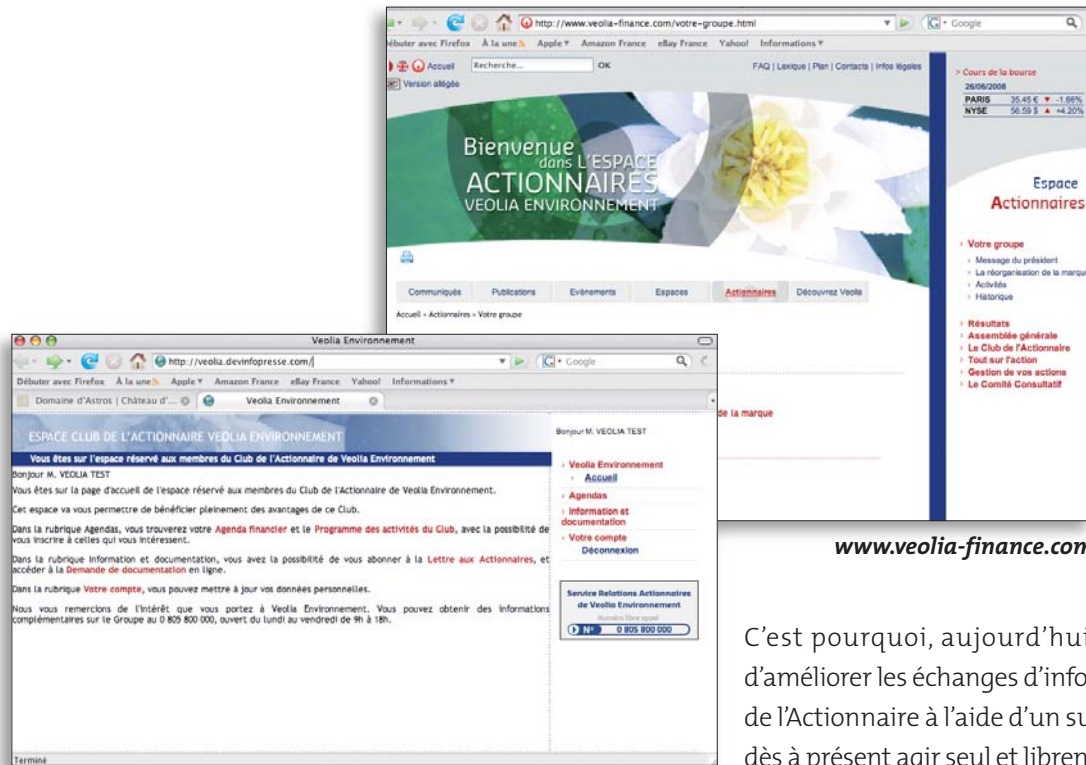 http://www.veolia-finance.com/votre-groupe.html
Google
Débuter avec Firefox À la une Apple Amazon France eBay France Yahoo! Informations
Accueil Recherche... OK FAQ | Lexique | Plan | Contacts | Infos légales
Version allégée
> Cours de la bourse
26/06/2008
PARIS 35.45 € -1.66%
NYSE 56.59 $ +4.20%
Bienvenue
dans L'ESPACE
ACTIONNAIRES
VEOLIA ENVIRONNEMENT
Espace
Actionnaires
Communiqués Publications Evènements Espaces Actionnaires Découvrez Veolia
Accueil » Actionnaires » Votre groupe
Votre groupe
Message du président
La réorganisation de la marque
Activités
Historique
Résultats
Assemblée générale
Le Club de l'Actionnaire
Tout sur l'action
Gestion de vos actions
Le Comité Consultatif
de la marque
Veolia Environnement
http://veolia.devinfopresse.com/
Google
Débuter avec Firefox À la une Apple Amazon France eBay France Yahoo! Informations
Domaine d'Astros | Château d'... Veolia Environnement
ESPACE CLUB DE L'ACTIONNAIRE VEOLIA ENVIRONNEMENT
Vous êtes sur l'espace réservé aux membres du Club de l'Actionnaire de Veolia Environnement
Bonjour M. VEOLIA TEST
Vous êtes sur la page d'accueil de l'espace réservé aux membres du Club de l'Actionnaire de Veolia Environnement.
Cet espace va vous permettre de bénéficier pleinement des avantages de ce Club.
Dans la rubrique Agendas, vous trouverez votre Agenda financier et le Programme des activités du Club, avec la possibilité de
vous inscrire à celles qui vous intéressent.
Dans la rubrique Information et documentation, vous avez la possibilité de vous abonner à la Lettre aux Actionnaires, et
accéder à la Demande de documentation en ligne.
Dans la rubrique Votre compte, vous pouvez mettre à jour vos données personnelles.
Nous vous remercions de l'intérêt que vous portez à Veolia Environnement. Vous pouvez obtenir des informations
complémentaires sur le Groupe au 0 805 800 000, ouvert du lundi au vendredi de 9h à 18h.
Bonjour M. VEOLIA TEST
Veolia Environnement
Accueil
Agendas
Information et
documentation
Votre compte
Déconnexion
Service Relations Actionnaires
de Veolia Environnement
Numéro libre appel
N° 0 805 800 000
Terminé
www.veolia-finance.com
C'est pourquoi, aujourd'hui
d'améliorer les échanges d'info
de l'Actionnaire à l'aide d'un su
dès à présent agir seul et libren